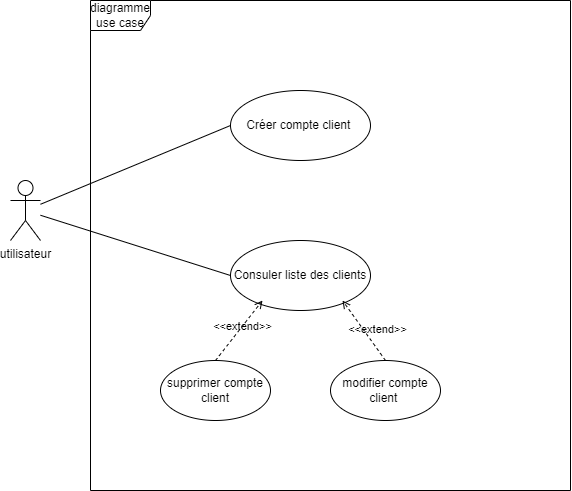 diagramme
use case
Créer compte client
utilisateur
Consuler liste des clients
<<extend>>
<<extend>>
supprimer compte
client
modifier compte
client